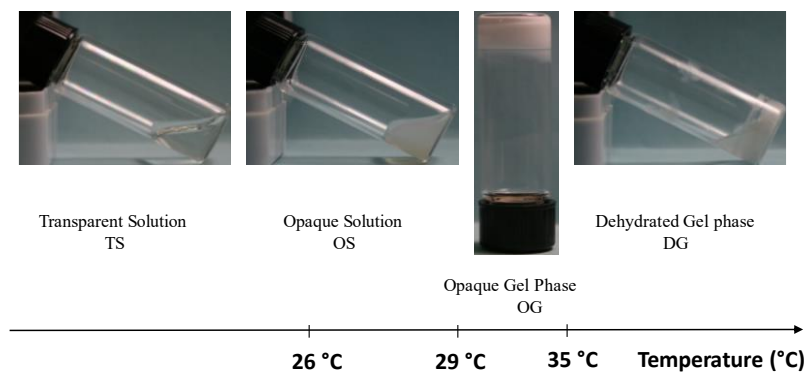 Transparent Solution
TS
Opaque Solution
OS
Dehydrated Gel phase
DG
Opaque Gel Phase
OG
26 °C
29 °C
35 °C
Temperature (°C)